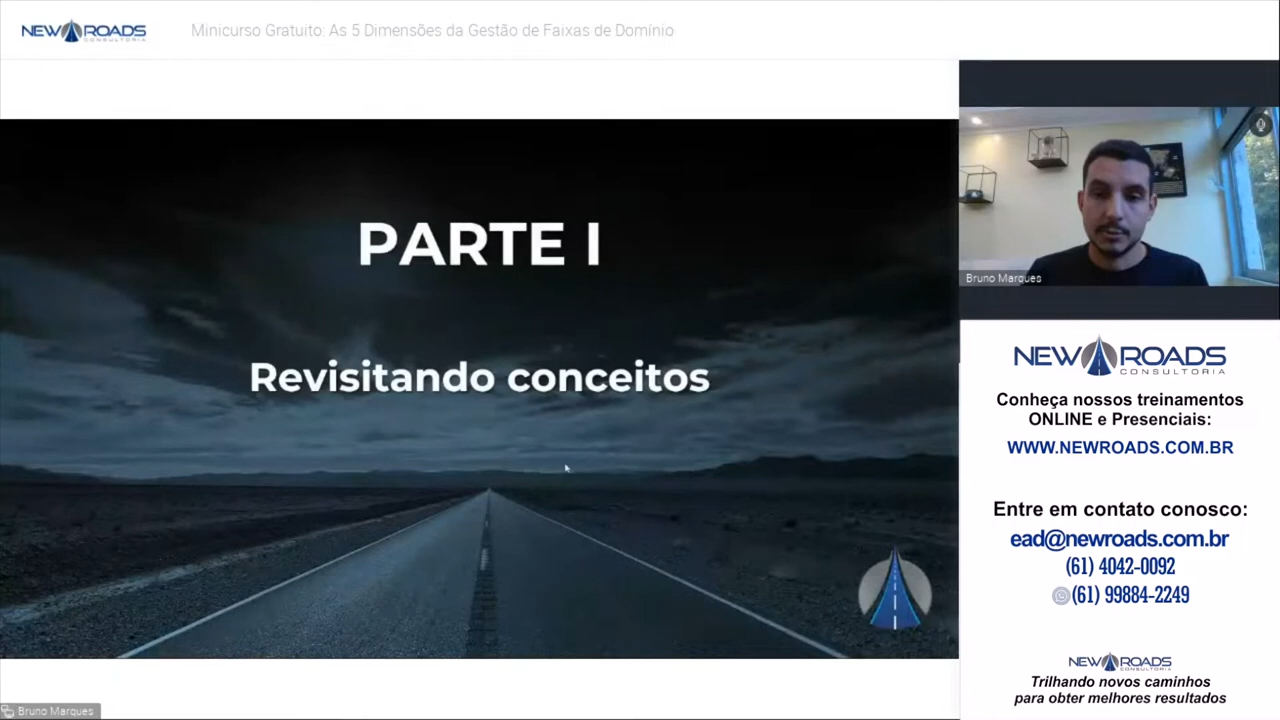 NEW ROADS
CONSULTORIA
Minicurso Gratuito: As 5 Dimensões da Gestão de Faixas de Domínio
PARTE I
Revisitando conceitos
Bruno Marques
Bruno Marques
NEW ROADS
CONSULTORIA
Conheça nossos treinamentos
ONLINE e Presenciais:
WWW.NEWROADS.COM.BR
Entre em contato conosco:
ead@newroads.com.br
(61) 4042-0092
(61) 99884-2249
NEW ROADS
CONSULTORIA
Trilhando novos caminhos
para obter melhores resultados